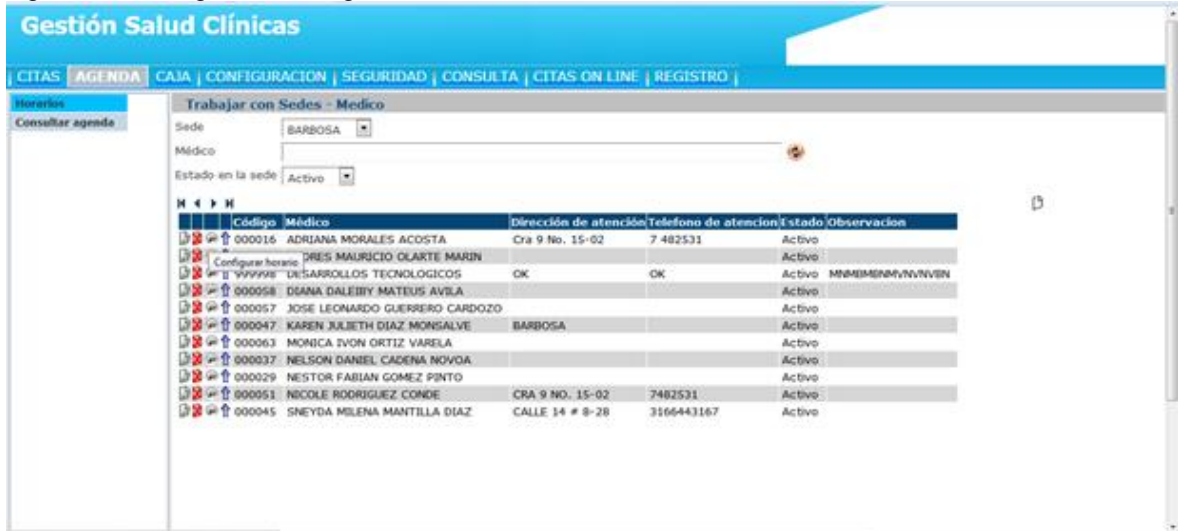 Gestión Salud Clínicas
| CITAS | AGENDA | CAJA | CONFIGURACION | SEGURIDAD | CONSULTA | CITAS ON LINE | REGISTRO |
Horarios
Consultar agenda
Trabajar con Sedes - Medico
Sede BARBOSA
Médico
Estado en la sede Activo
Código Médico Dirección de atención Telefono de atencion Estado Observacion
000016 ADRIANA MORALES ACOSTA Cra 9 No. 15-02 7 482531 Activo
Configurar horario
MAURICIO OLARTE MARIN Activo
999998 DESARROLLOS TECNOLOGICOS OK OK Activo
000058 DIANA DALEIBY MATEUS AVILA Activo
000057 JOSE LEONARDO GUERRERO CARDOZO Activo
000047 KAREN JULIETH DIAZ MONSALVE BARBOSA Activo
000063 MONICA IVON ORTIZ VARELA Activo
000037 NELSON DANIEL CADENA NOVOA Activo
000029 NESTOR FABIAN GOMEZ PINTO Activo
000051 NICOLE RODRIGUEZ CONDE CRA 9 NO. 15-02 7482531 Activo
000045 SNEYDA MILENA MANTILLA DIAZ CALLE 14 # 8-28 3166443167 Activo